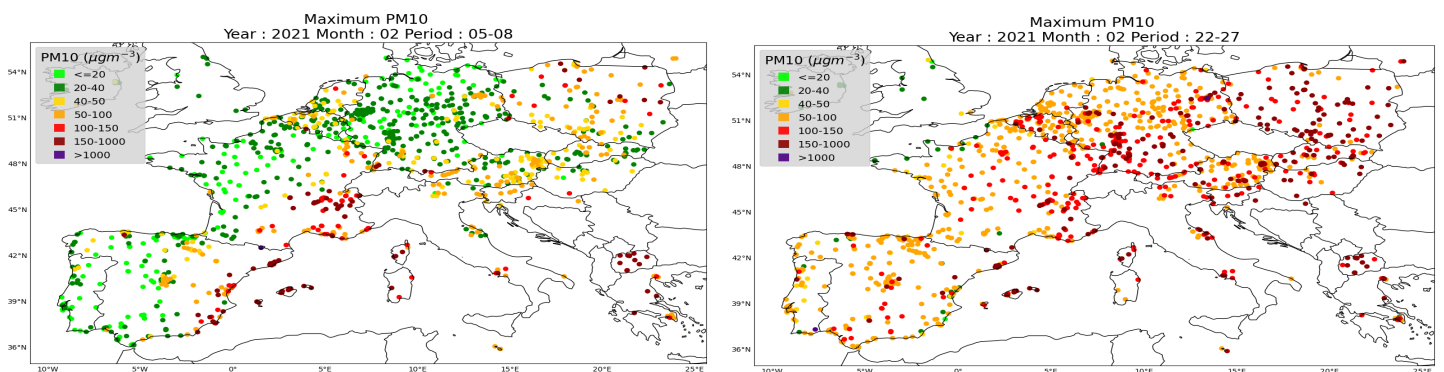 Maximum PM10
Year : 2021 Month : 02 Period : 05-08
PM10 (μgm⁻³)
<=20
20-40
40-50
50-100
100-150
150-1000
>1000
54°N
51°N
48°N
45°N
42°N
39°N
36°N
10°W
5°W
0°
5°E
10°E
15°E
20°E
25°E
Maximum PM10
Year : 2021 Month : 02 Period : 22-27
PM10 (μgm⁻³)
<=20
20-40
40-50
50-100
100-150
150-1000
>1000
54°N
51°N
48°N
45°N
42°N
39°N
36°N
10°W
5°W
0°
5°E
10°E
15°E
20°E
25°E